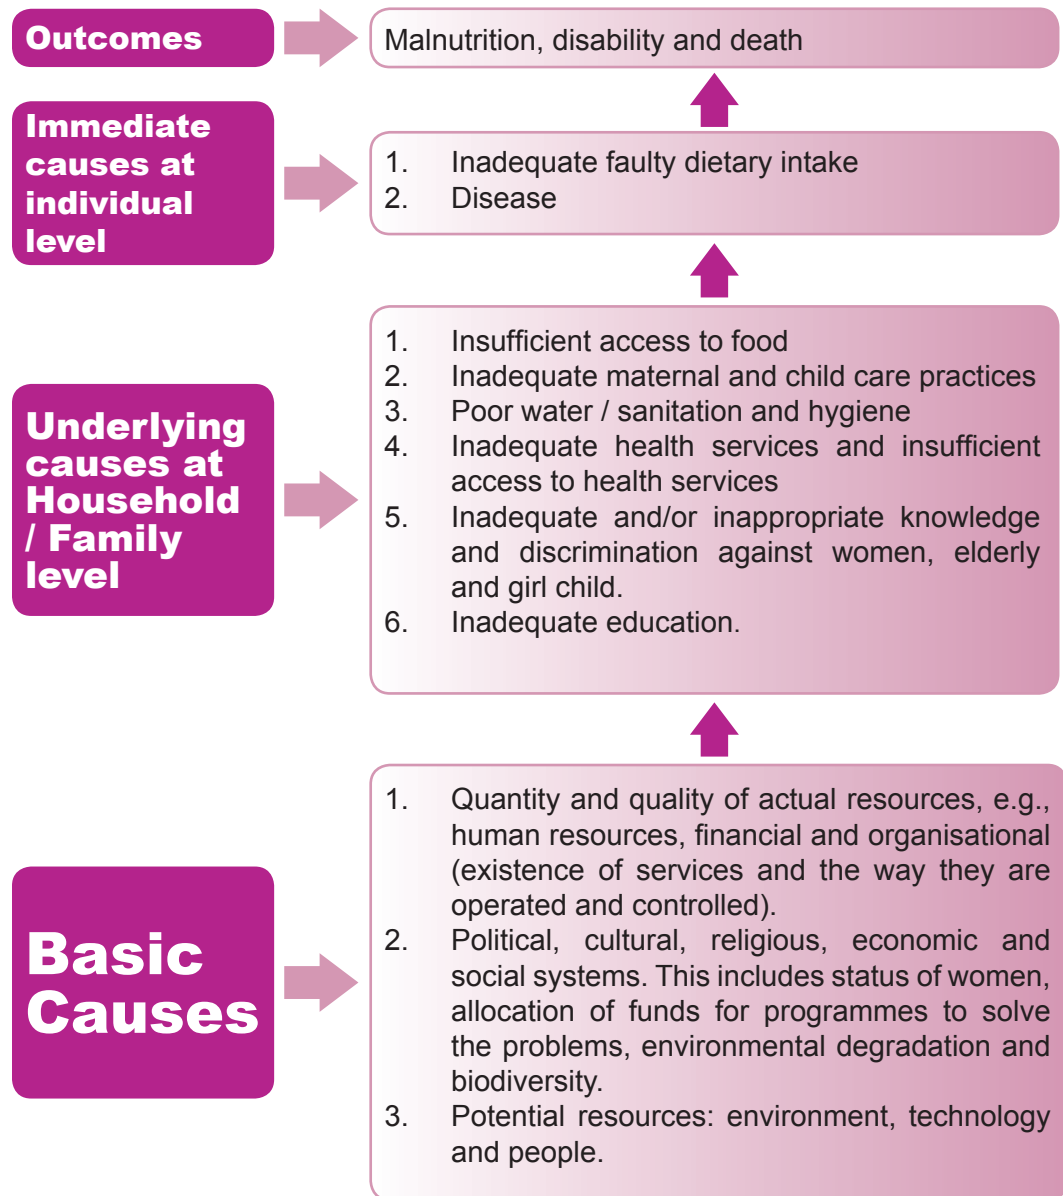 Outcomes
Malnutrition, disability and death
Immediate
causes at
individual
level
1. Inadequate faulty dietary intake
2. Disease
Underlying
causes at
Household
/ Family
level
1. Insufficient access to food
2. Inadequate maternal and child care practices
3. Poor water / sanitation and hygiene
4. Inadequate health services and insufficient
access to health services
5. Inadequate and/or inappropriate knowledge
and discrimination against women, elderly
and girl child.
6. Inadequate education.
Basic
Causes
1. Quantity and quality of actual resources, e.g.,
human resources, financial and organisational
(existence of services and the way they are
operated and controlled).
2. Political, cultural, religious, economic and
social systems. This includes status of women,
allocation of funds for programmes to solve
the problems, environmental degradation and
biodiversity.
3. Potential resources: environment, technology
and people.